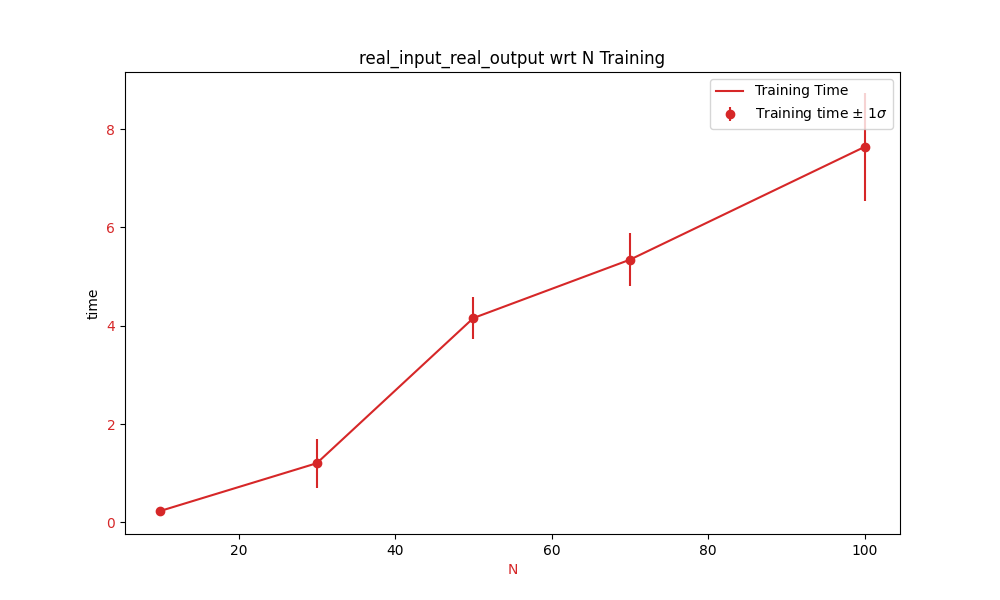 real_input_real_output wrt N Training
Training Time
Training time ± 1σ
8
6
4
2
0
time
20 40 60 80 100
N